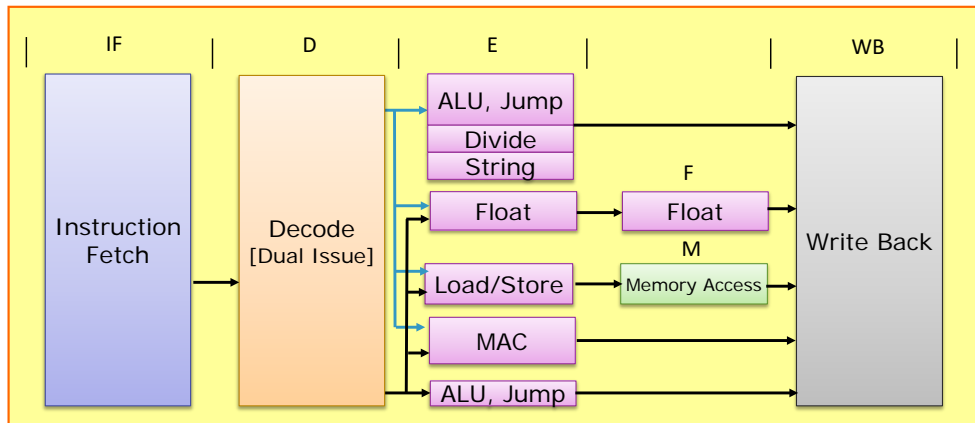 IF
D
E
WB
ALU, Jump
Divide
String
F
Float
Float
Instruction
Fetch
Decode
[Dual Issue]
Write Back
M
Load/Store
Memory Access
MAC
ALU, Jump